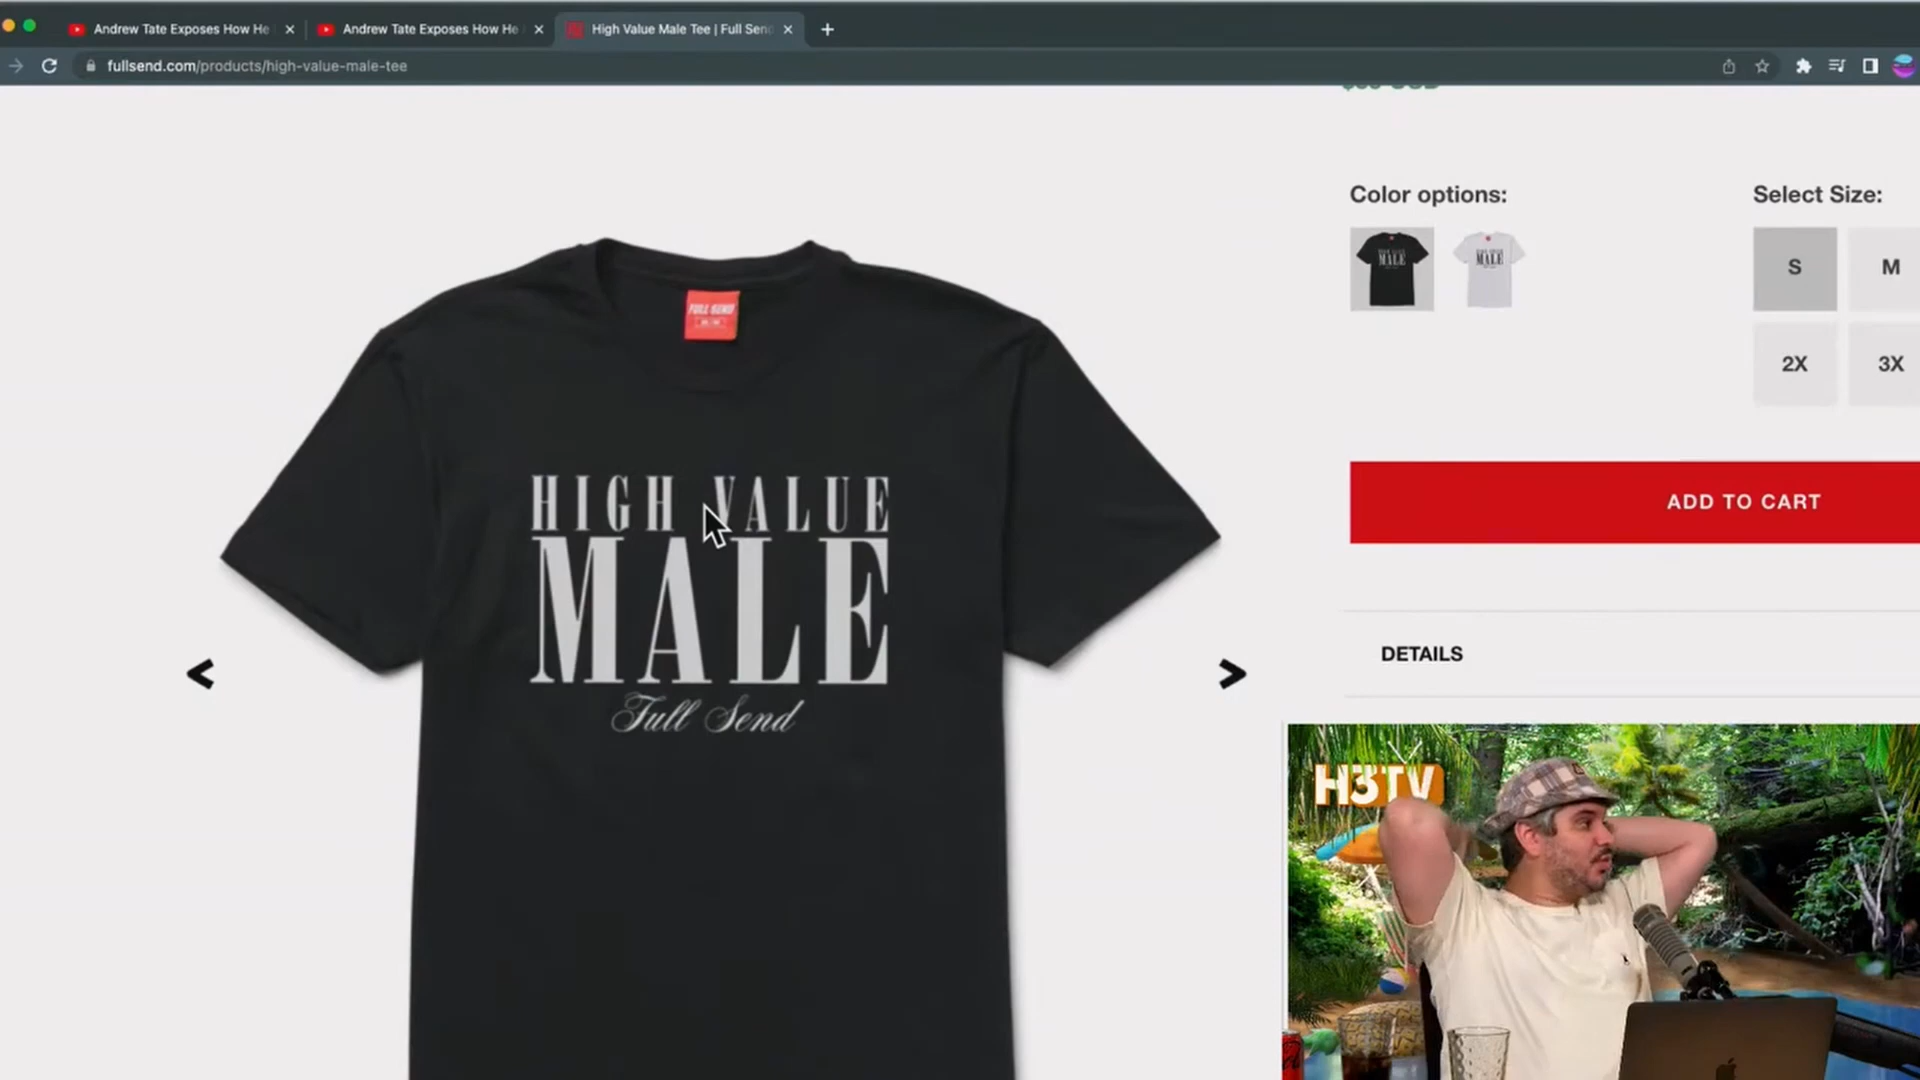 Andrew Tate Exposes How He
Andrew Tate Exposes How He
High Value Male Tee | Full Send
fullsend.com/products/high-value-male-tee
Color options:
Select Size:
S
M
2X
3X
ADD TO CART
DETAILS
FULL SEND
HIGH VALUE
MALE
Full Send
H3TV